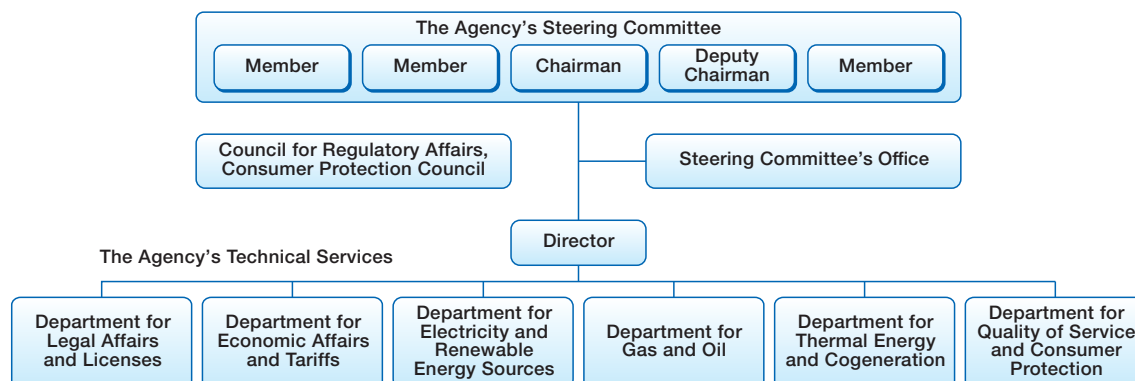 The Agency's Steering Committee
Member
Member
Chairman
Deputy
Chairman
Member
Council for Regulatory Affairs,
Consumer Protection Council
Steering Committee's Office
Director
The Agency's Technical Services
Department for
Legal Affairs
and Licenses
Department for
Economic Affairs
and Tariffs
Department for
Electricity and
Renewable
Energy Sources
Department for
Gas and Oil
Department for
Thermal Energy
and Cogeneration
Department for
Quality of Service
and Consumer
Protection